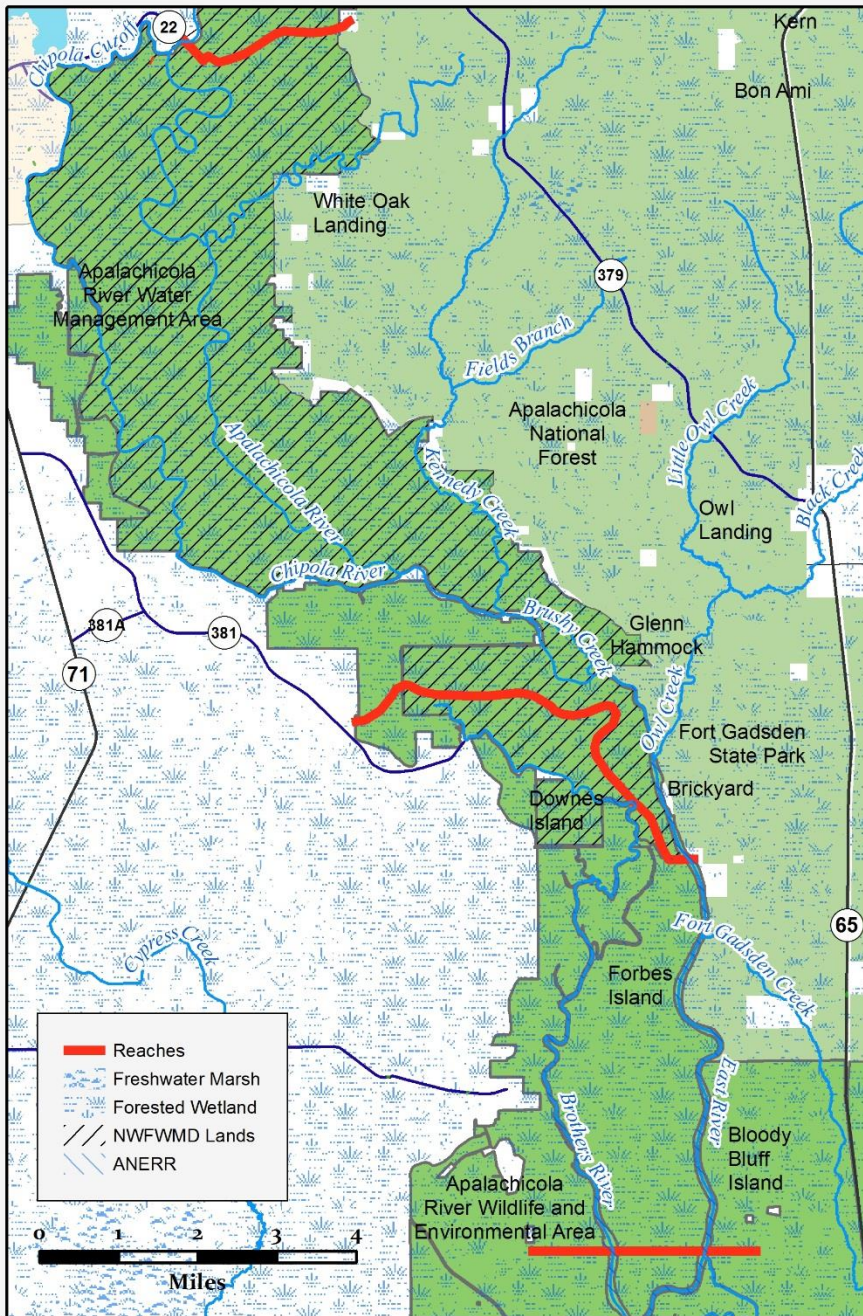 Kern
22
Chipola Cutoff
Bon Ami
White Oak
Landing
379
Apalachicola
River Water
Management Area
Fields Branch
Apalachicola
National
Forest
Little Owl Creek
Apalachicola River
Kennedy Creek
Black Creek
Owl
Landing
Chipola River
Brushy Creek
Glenn
Hammock
381A
381
71
Owl Creek
Fort Gadsden
State Park
Brickyard
Downes
Island
65
Fort Gadsden Creek
Cypress Creek
Forbes
Island
East River
Brothers River
Bloody
Bluff
Island
Apalachicola
River Wildlife and
Environmental Area
Reaches
Freshwater Marsh
Forested Wetland
NWFWMD Lands
ANERR
0 1 2 3 4
Miles